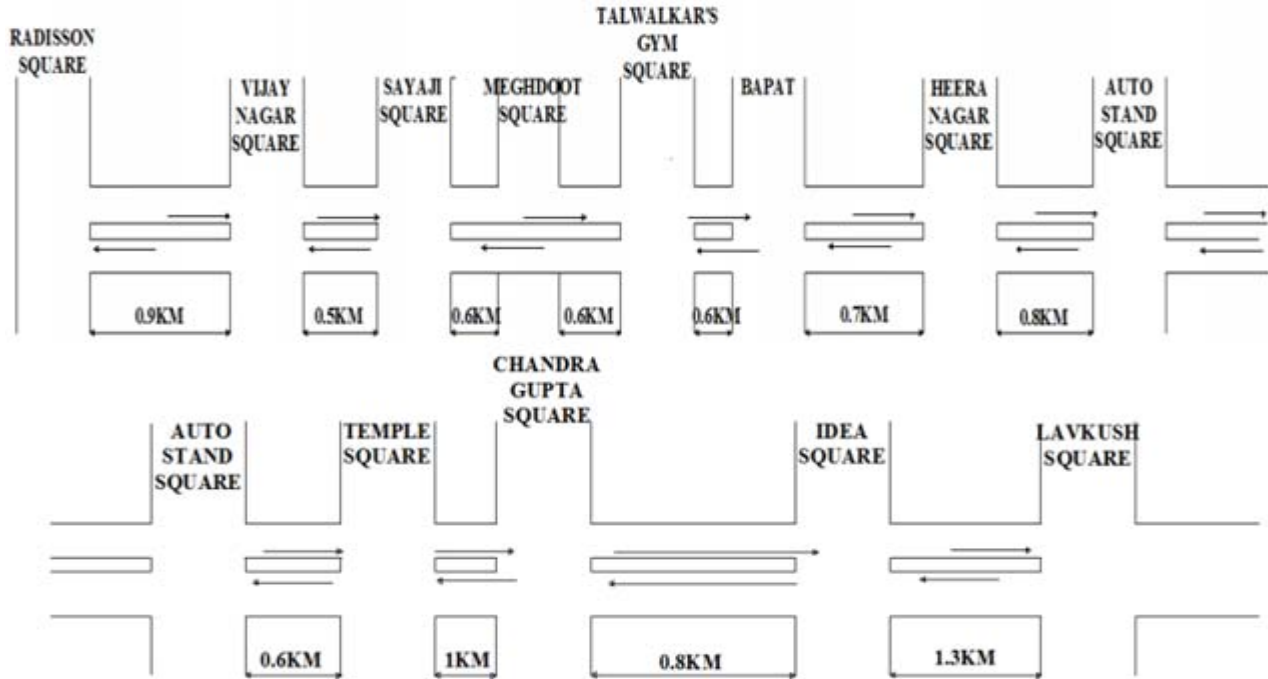 RADISSON
SQUARE
VIJAY
NAGAR
SQUARE
SAYAJI
SQUARE
MEGHDOOT
SQUARE
TALWALKAR'S
GYM
SQUARE
BAPAT
HEERA
NAGAR
SQUARE
AUTO
STAND
SQUARE
0.9KM
0.5KM
0.6KM
0.6KM
0.6KM
0.7KM
0.8KM
AUTO
STAND
SQUARE
TEMPLE
SQUARE
CHANDRA
GUPTA
SQUARE
IDEA
SQUARE
LAVKUSH
SQUARE
0.6KM
1KM
0.8KM
1.3KM